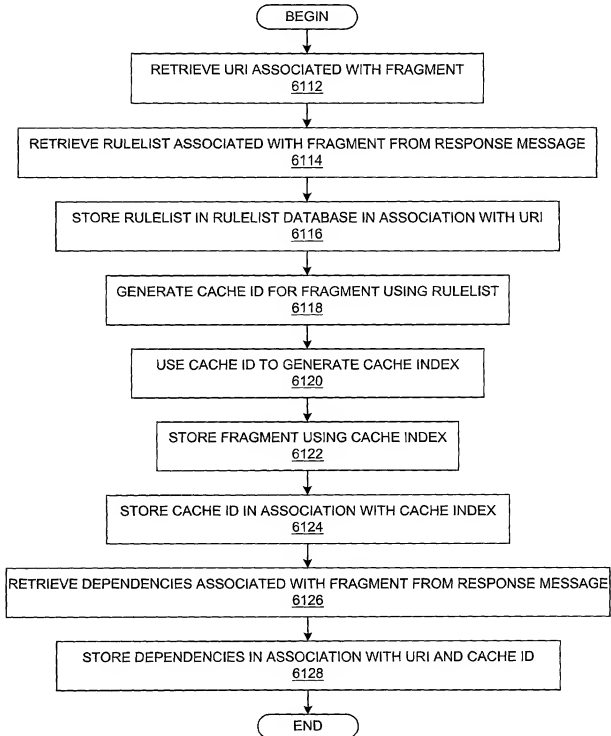 BEGIN
RETRIEVE URI ASSOCIATED WITH FRAGMENT
6112
RETRIEVE RULELIST ASSOCIATED WITH FRAGMENT FROM RESPONSE MESSAGE
6114
STORE RULELIST IN RULELIST DATABASE IN ASSOCIATION WITH URI
6116
GENERATE CACHE ID FOR FRAGMENT USING RULELIST
6118
USE CACHE ID TO GENERATE CACHE INDEX
6120
STORE FRAGMENT USING CACHE INDEX
6122
STORE CACHE ID IN ASSOCIATION WITH CACHE INDEX
6124
RETRIEVE DEPENDENCIES ASSOCIATED WITH FRAGMENT FROM RESPONSE MESSAGE
6126
STORE DEPENDENCIES IN ASSOCIATION WITH URI AND CACHE ID
6128
END